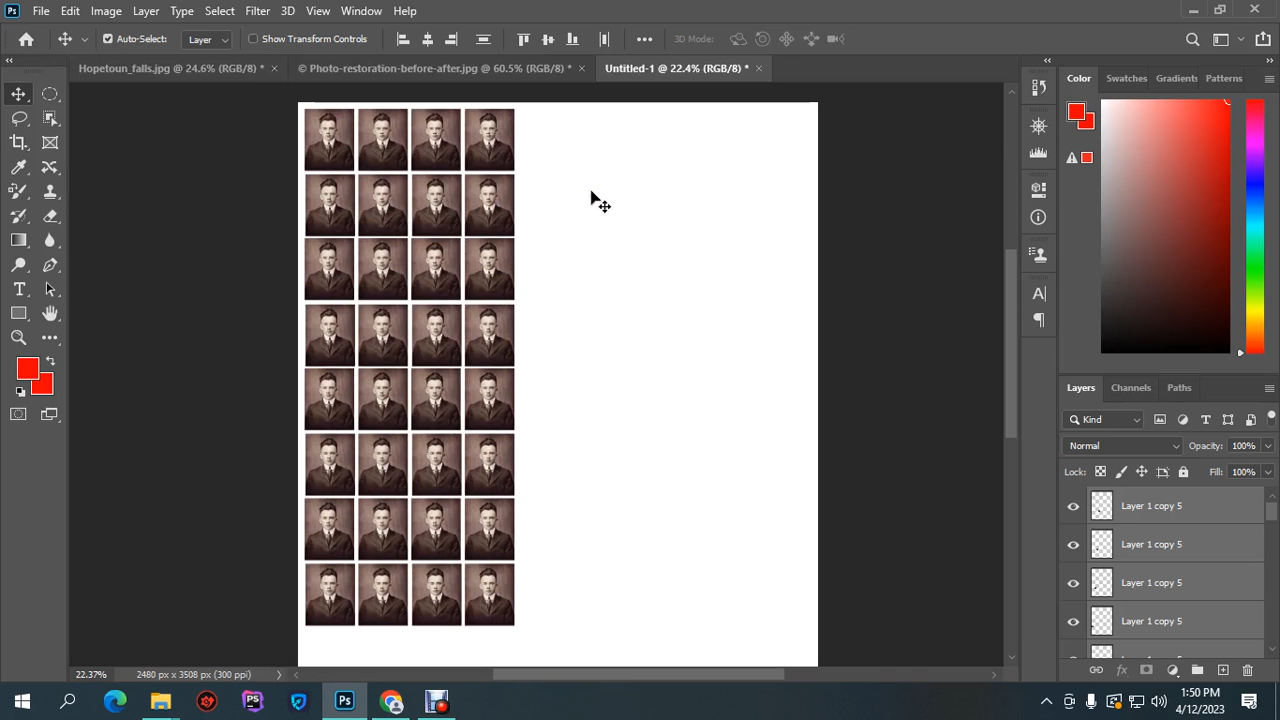 Ps File Edit Image Layer Type Select Filter 3D View Window Help
Auto-Select: Layer Show Transform Controls 3D Mode:
Hopetoun_falls.jpg @ 24.6% (RGB/8) * © Photo-restoration-before-after.jpg @ 60.5% (RGB/8) * Untitled-1 @ 22.4% (RGB/8) *
Color Swatches Gradients Patterns
Layers Channels Paths
Kind
Normal Opacity: 100%
Lock: Fill: 100%
Layer 1 copy 5
Layer 1 copy 5
Layer 1 copy 5
Layer 1 copy 5
22.37% 2480 px x 3508 px (300 ppi)
PS Ps
1:50 PM
4/12/2023